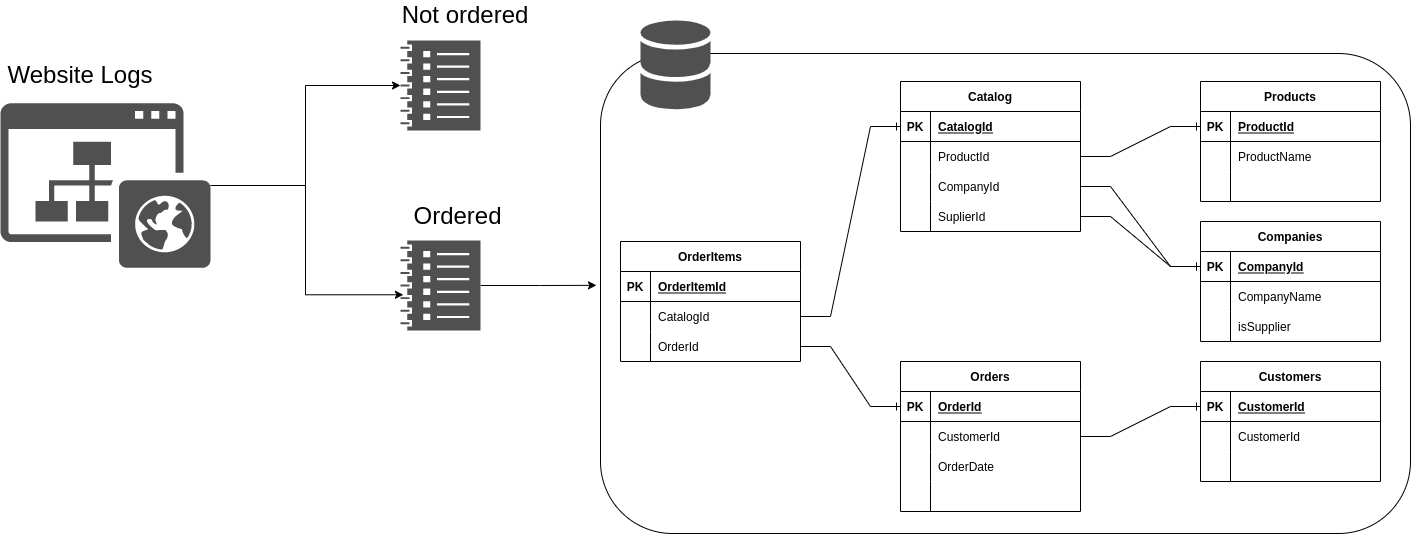 Not ordered
Website Logs
Ordered
Catalog
PK CatalogId
ProductId
CompanyId
SuplierId
Products
PK ProductId
ProductName
Companies
PK CompanyId
CompanyName
isSupplier
OrderItems
PK OrderItemId
CatalogId
OrderId
Orders
PK OrderId
CustomerId
OrderDate
Customers
PK CustomerId
CustomerId